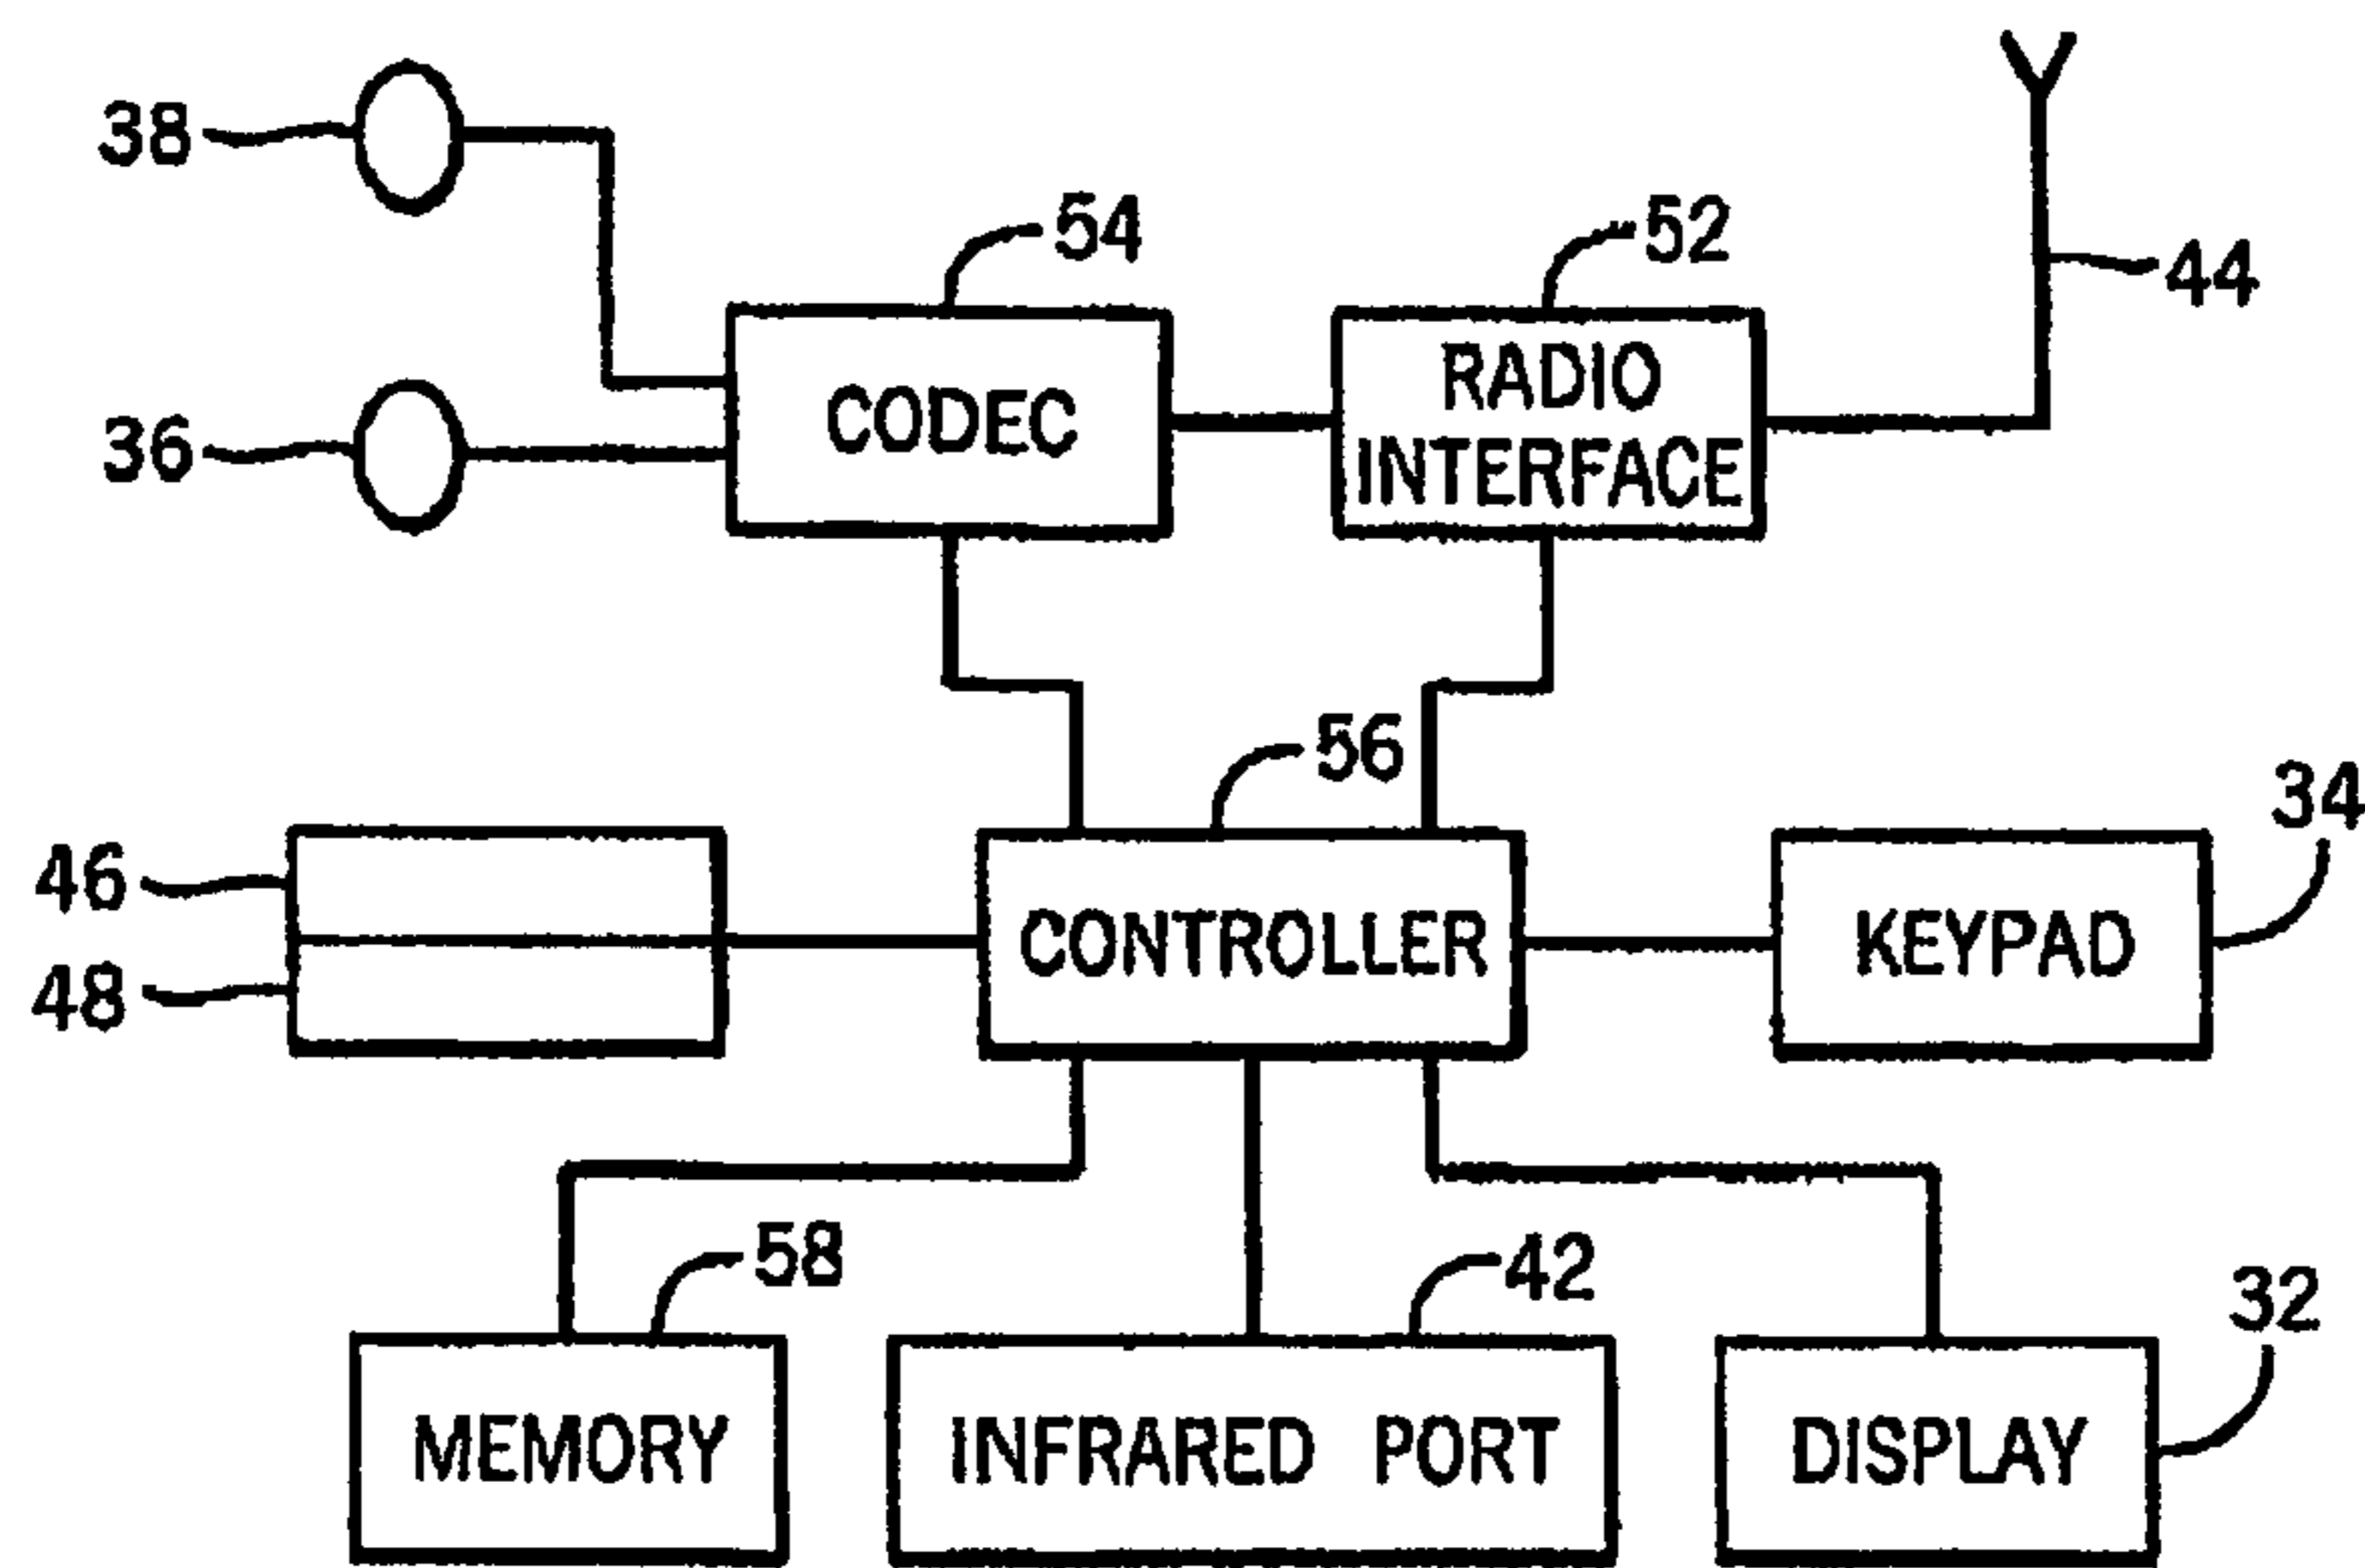 38
54
52
44
36
CODEC
RADIO
INTERFACE
56
34
46
48
CONTROLLER
KEYPAD
58
42
32
MEMORY
INFRARED PORT
DISPLAY